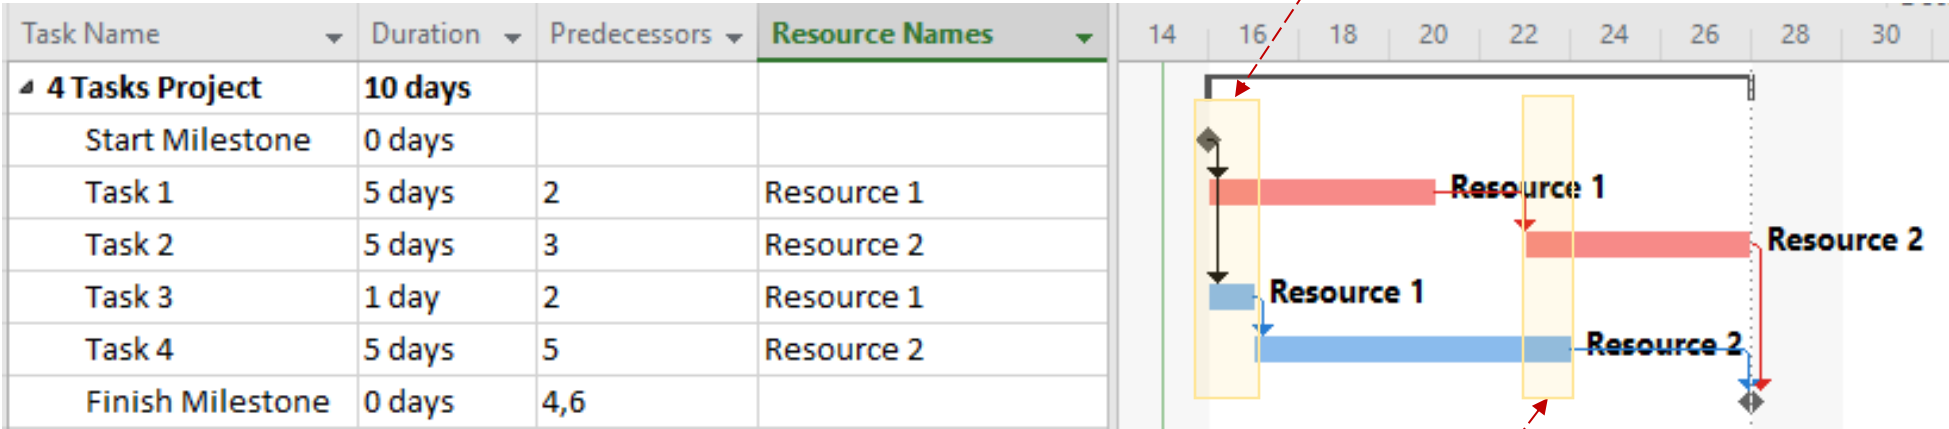 Task Name Duration Predecessors Resource Names 14 16 18 20 22 24 26 28 30
4 Tasks Project 10 days
Start Milestone 0 days
Task 1 5 days 2 Resource 1 Resource 1
Task 2 5 days 3 Resource 2 Resource 2
Task 3 1 day 2 Resource 1 Resource 1
Task 4 5 days 5 Resource 2 Resource 2
Finish Milestone 0 days 4,6